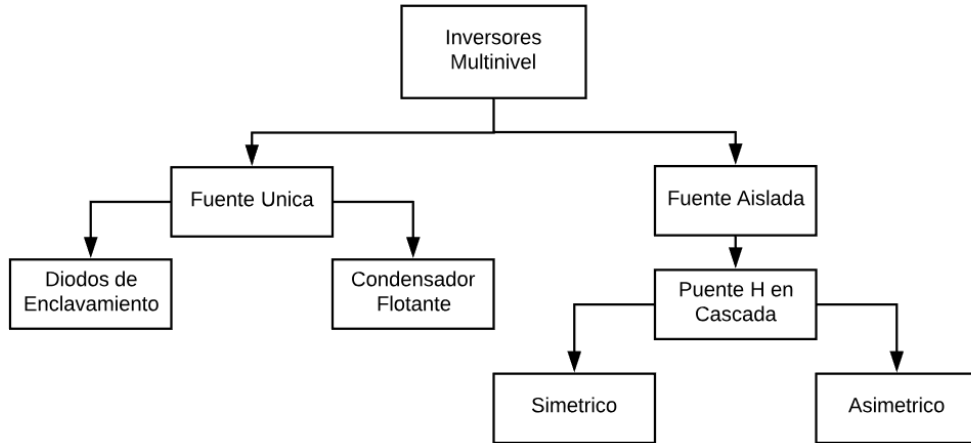 Inversores
Multinivel
Fuente Unica
Fuente Aislada
Diodos de
Enclavamiento
Condensador
Flotante
Puente H en
Cascada
Simetrico
Asimetrico